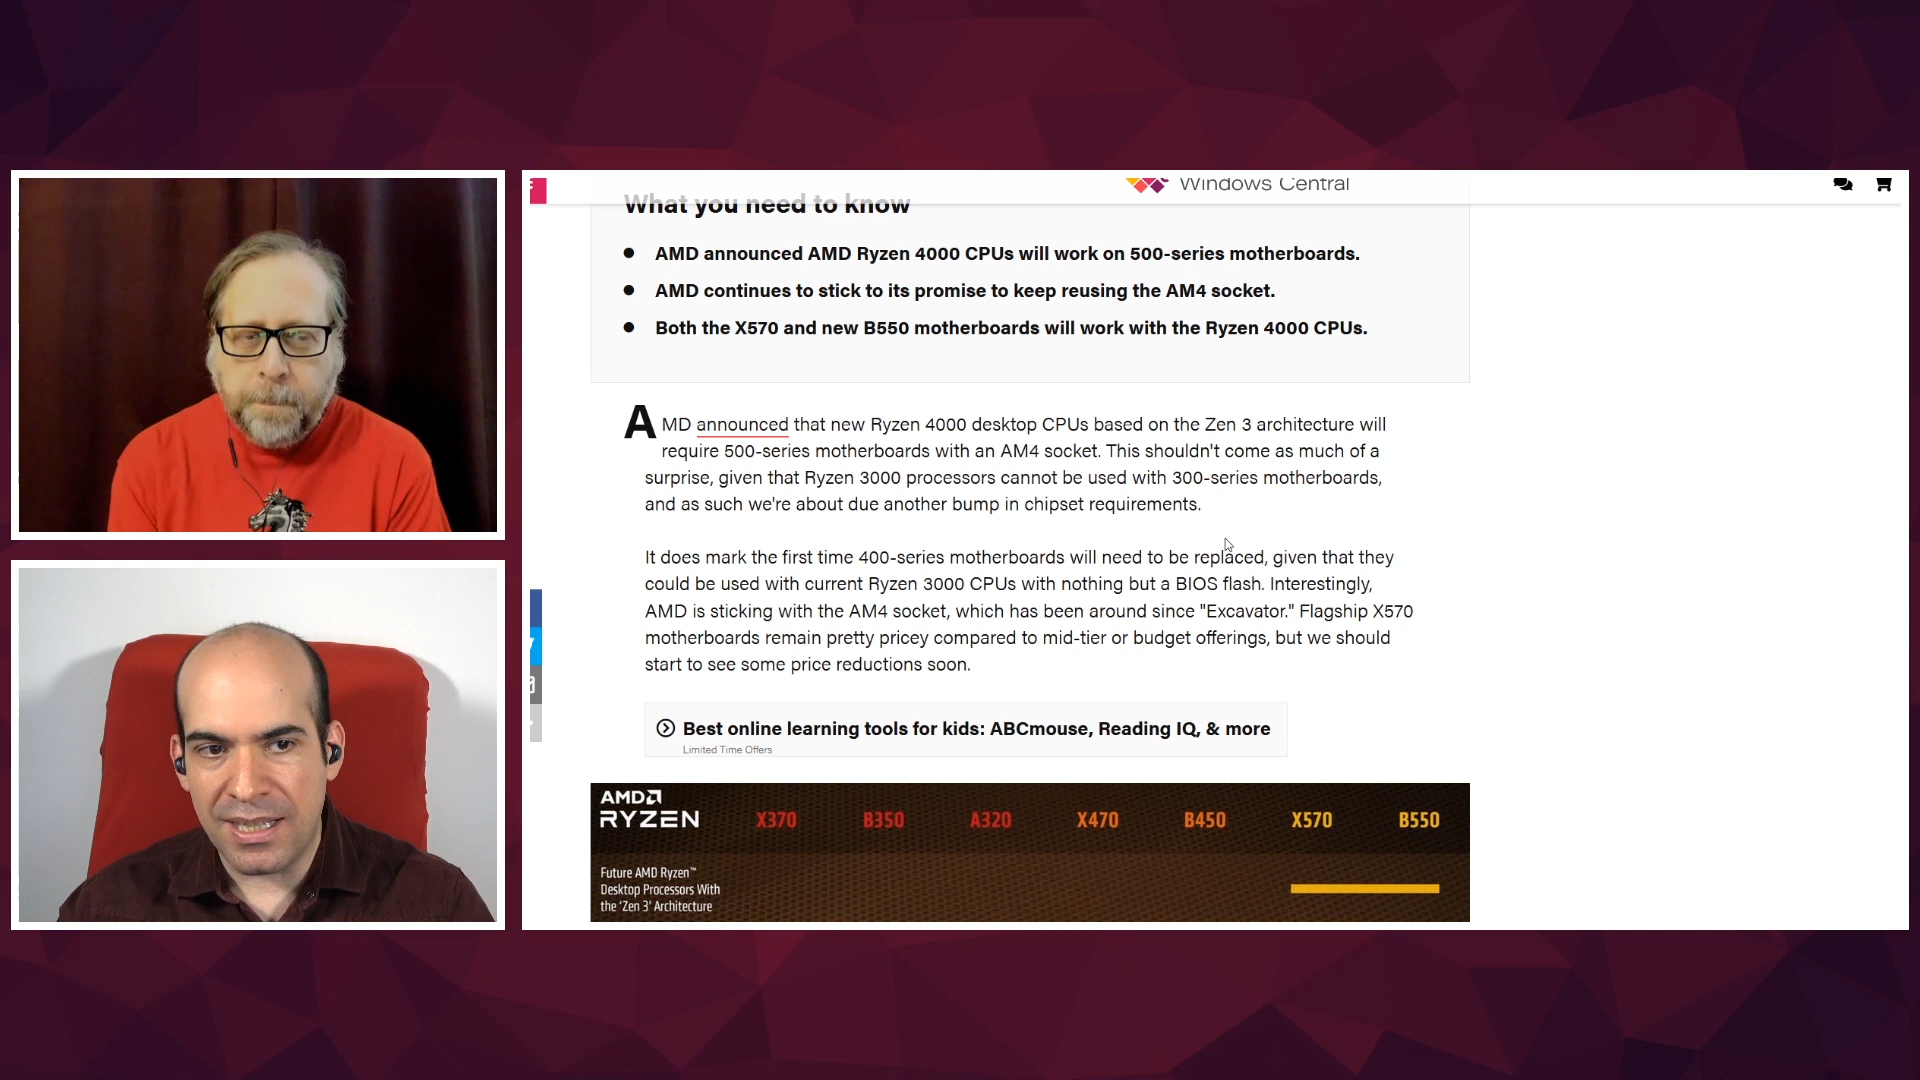 Windows Central
What you need to know
AMD announced AMD Ryzen 4000 CPUs will work on 500-series motherboards.
AMD continues to stick to its promise to keep reusing the AM4 socket.
Both the X570 and new B550 motherboards will work with the Ryzen 4000 CPUs.
AMD announced that new Ryzen 4000 desktop CPUs based on the Zen 3 architecture will
require 500-series motherboards with an AM4 socket. This shouldn't come as much of a
surprise, given that Ryzen 3000 processors cannot be used with 300-series motherboards,
and as such we're about due another bump in chipset requirements.
It does mark the first time 400-series motherboards will need to be replaced, given that they
could be used with current Ryzen 3000 CPUs with nothing but a BIOS flash. Interestingly,
AMD is sticking with the AM4 socket, which has been around since "Excavator." Flagship X570
motherboards remain pretty pricey compared to mid-tier or budget offerings, but we should
start to see some price reductions soon.
Best online learning tools for kids: ABCmouse, Reading IQ, & more
Limited Time Offers
AMD
RYZEN X370 B350 A320 X470 B450 X570 B550
Future AMD Ryzen™
Desktop Processors With
the 'Zen 3' Architecture